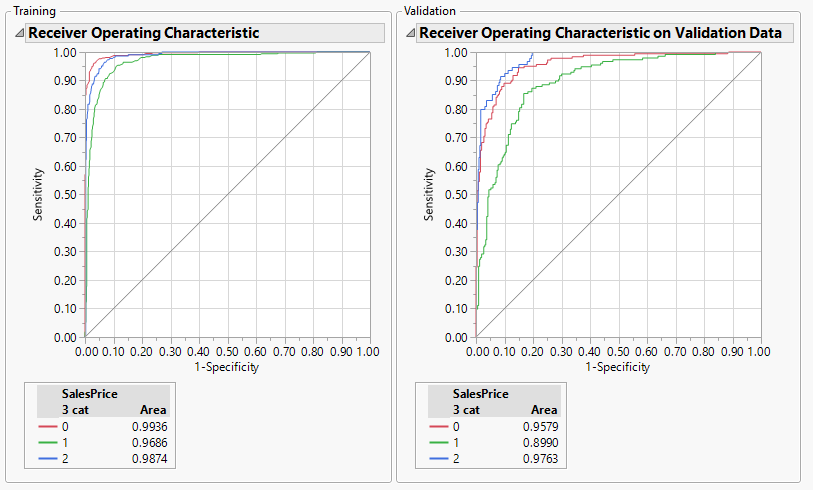 Training
Receiver Operating Characteristic
1.00
0.90
0.80
0.70
0.60
0.50
0.40
0.30
0.20
0.10
0.00
Sensitivity
0.00 0.10 0.20 0.30 0.40 0.50 0.60 0.70 0.80 0.90 1.00
1-Specificity
SalesPrice
3 cat Area
0 0.9936
1 0.9686
2 0.9874
Validation
Receiver Operating Characteristic on Validation Data
1.00
0.90
0.80
0.70
0.60
0.50
0.40
0.30
0.20
0.10
0.00
Sensitivity
0.00 0.10 0.20 0.30 0.40 0.50 0.60 0.70 0.80 0.90 1.00
1-Specificity
SalesPrice
3 cat Area
0 0.9579
1 0.8990
2 0.9763